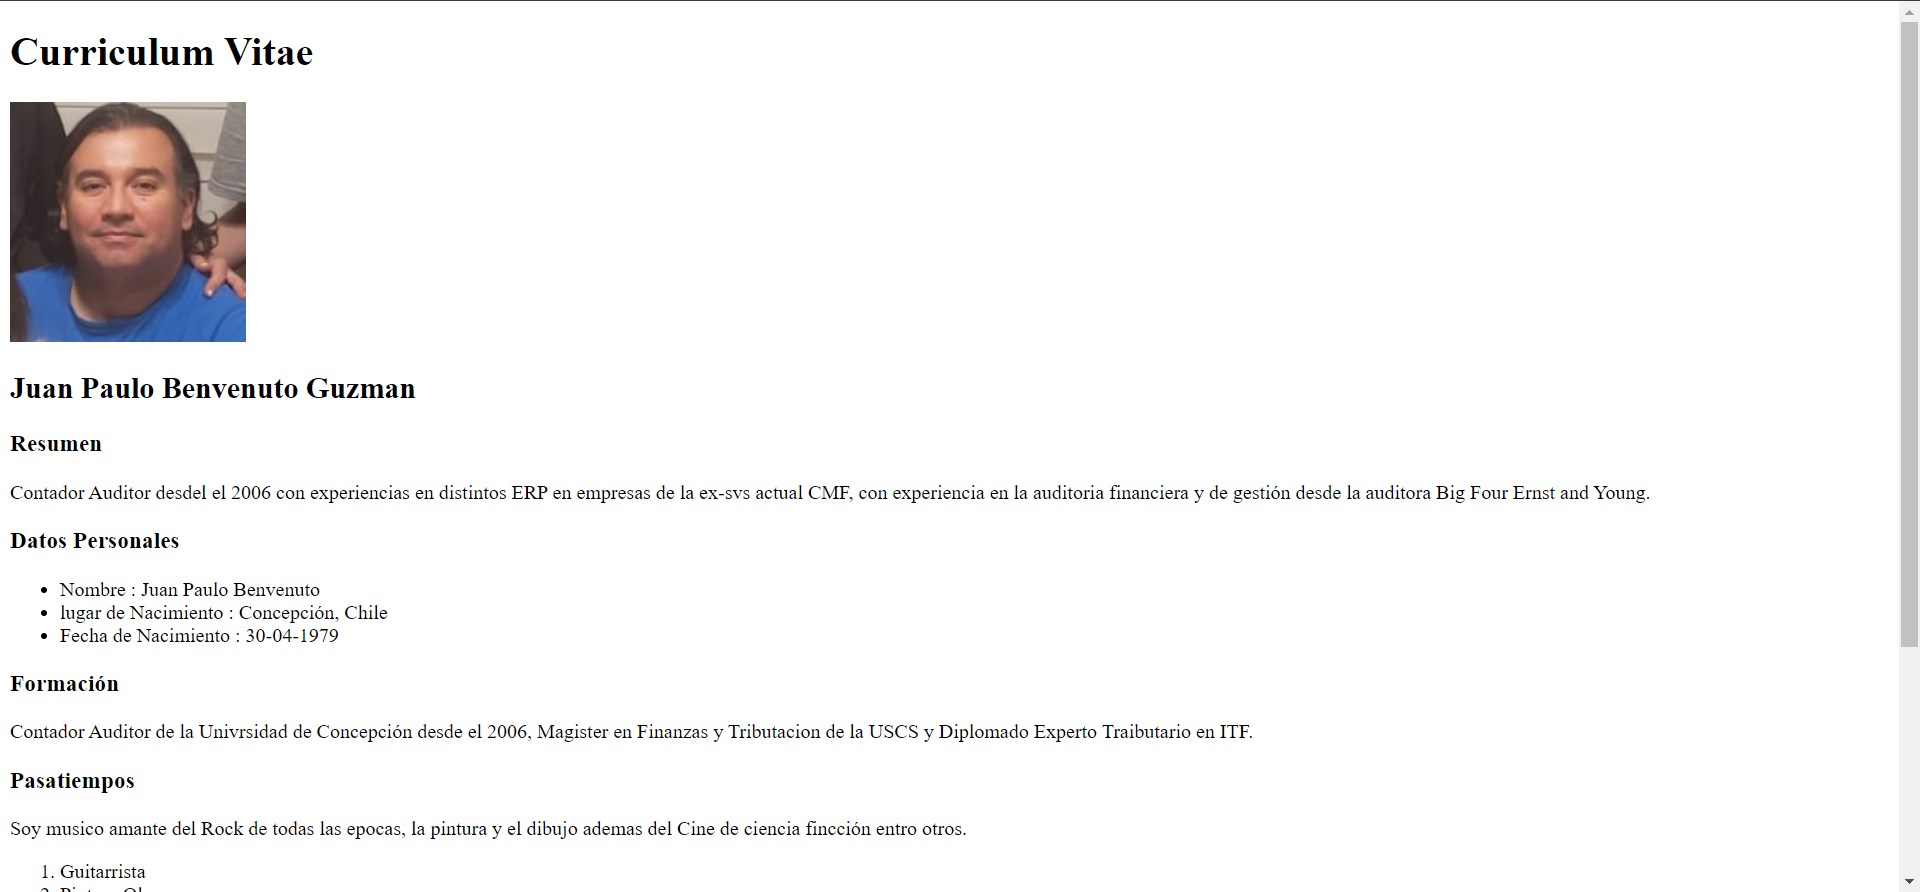 Curriculum Vitae
Juan Paulo Benvenuto Guzman
Resumen
Contador Auditor desdel el 2006 con experiencias en distintos ERP en empresas de la ex-svs actual CMF, con experiencia en la auditoria financiera y de gestión desde la auditora Big Four Ernst and Young.
Datos Personales
• Nombre : Juan Paulo Benvenuto
• lugar de Nacimiento : Concepción, Chile
• Fecha de Nacimiento : 30-04-1979
Formación
Contador Auditor de la Univrsidad de Concepción desde el 2006, Magister en Finanzas y Tributacion de la USCS y Diplomado Experto Traibutario en ITF.
Pasatiempos
Soy musico amante del Rock de todas las epocas, la pintura y el dibujo ademas del Cine de ciencia fincción entro otros.
1. Guitarrista